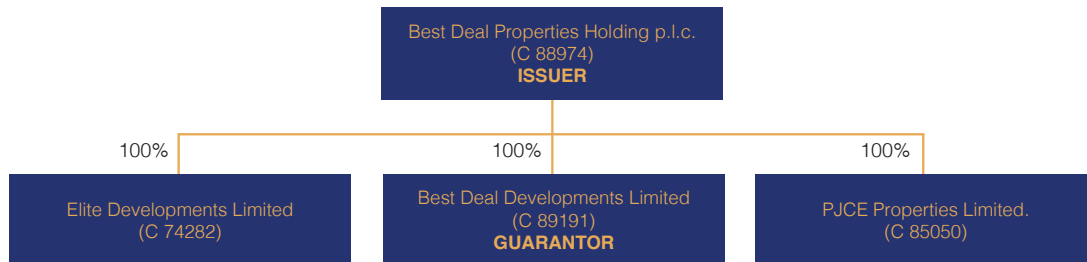 Best Deal Properties Holding p.l.c.
(C 88974)
ISSUER
100%
100%
100%
Elite Developments Limited
(C 74282)
Best Deal Developments Limited
(C 89191)
GUARANTOR
PJCE Properties Limited.
(C 85050)